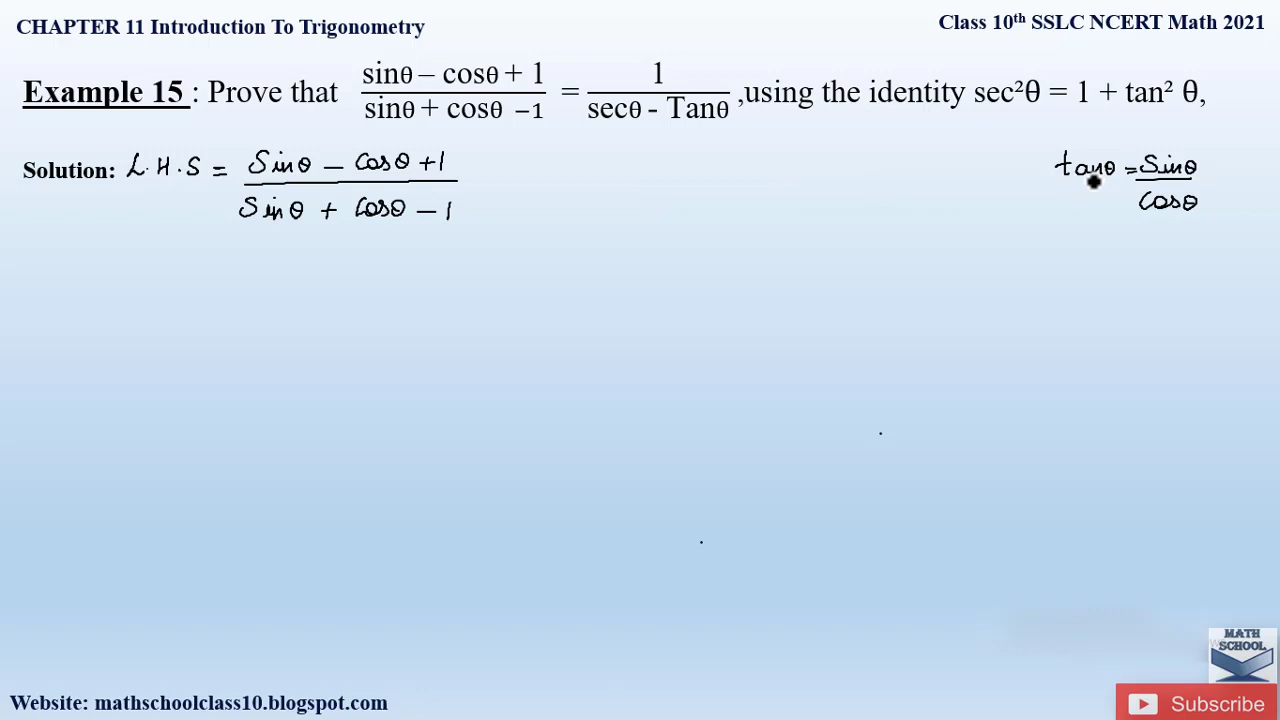 CHAPTER 11 Introduction To Trigonometry
Class 10th SSLC NCERT Math 2021
Example 15 : Prove that (sinθ – cosθ + 1)/(sinθ + cosθ –1) = 1/(secθ - Tanθ) ,using the identity sec²θ = 1 + tan² θ,
Solution: L.H.S = (Sinθ – Cosθ +1)/(Sinθ + Cosθ – 1)
tanθ = Sinθ/Cosθ
MATH
SCHOOL
Website: mathschoolclass10.blogspot.com
Subscribe